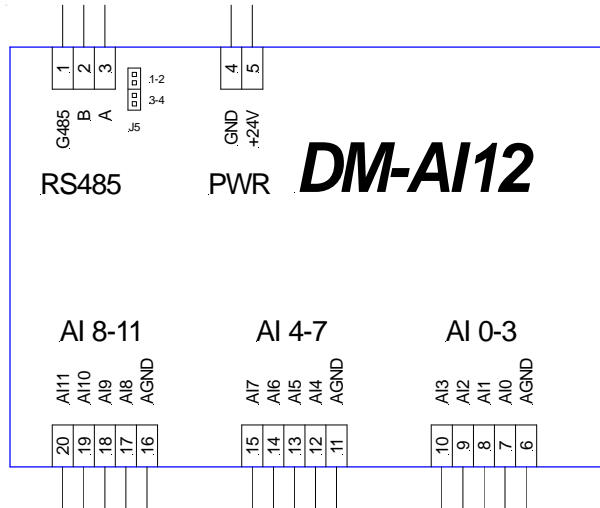 1 2 3 4 5
1-2
3-4
J5
G485 B A GND +24V
RS485 PWR DM-AI12
AI 8-11 AI 4-7 AI 0-3
AI11 AI10 AI9 AI8 AGND AI7 AI6 AI5 AI4 AGND AI3 AI2 AI1 AI0 AGND
20 19 18 17 16 15 14 13 12 11 10 9 8 7 6